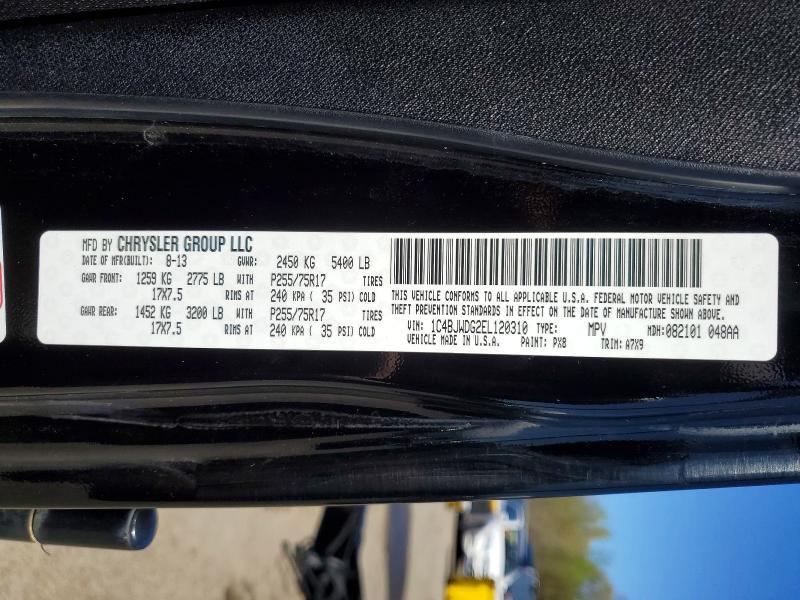 MFD BY CHRYSLER GROUP LLC
DATE OF MFR(BUILT): 8-13 GVWR: 2450 KG 5400 LB
GAWR FRONT: 1259 KG 2775 LB WITH P255/75R17 TIRES
17X7.5 RIMS AT 240 KPA ( 35 PSI) COLD
GAWR REAR: 1452 KG 3200 LB WITH P255/75R17 TIRES
17X7.5 RIMS AT 240 KPA ( 35 PSI) COLD
THIS VEHICLE CONFORMS TO ALL APPLICABLE U.S.A. FEDERAL MOTOR VEHICLE SAFETY AND
THEFT PREVENTION STANDARDS IN EFFECT ON THE DATE OF MANUFACTURE SHOWN ABOVE.
VIN: 1C4BJWDG2EL120310 TYPE: MPV MDH: 082101 048AA
VEHICLE MADE IN U.S.A. PAINT: PX8 TRIM: A7X9